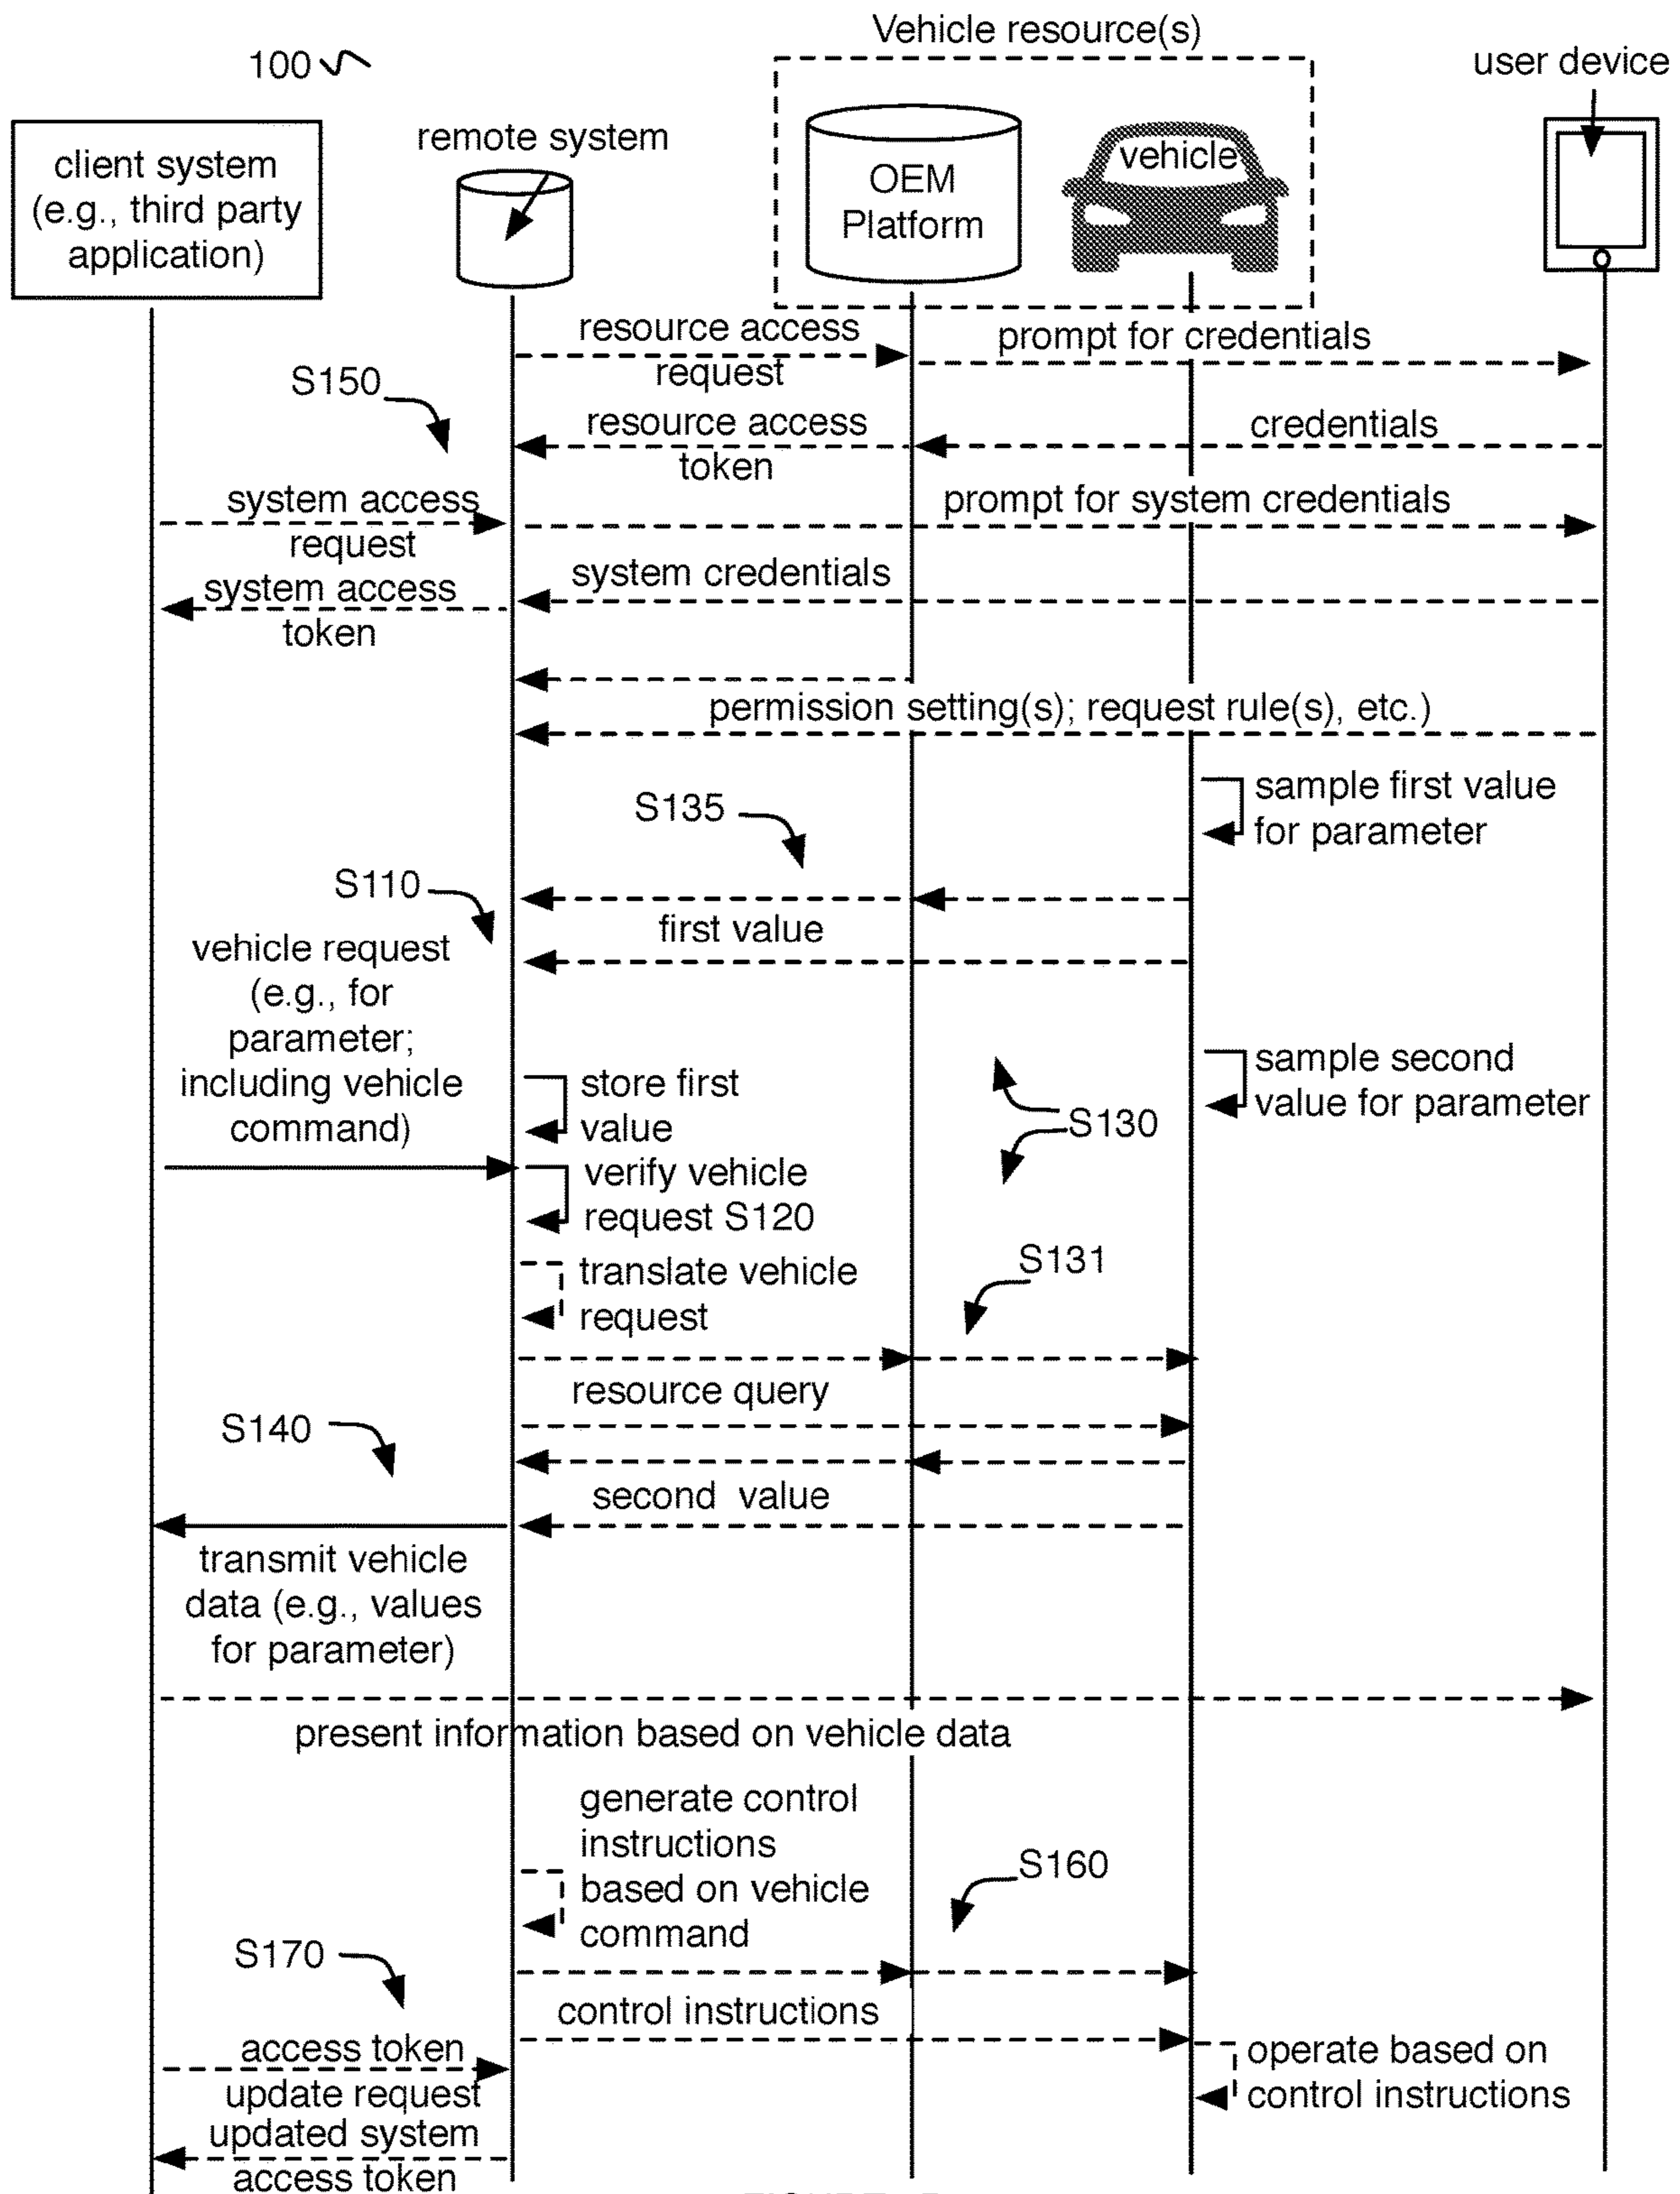 Vehicle resource(s)
100
user device
client system
(e.g., third party
application)
remote system
OEM
Platform
vehicle
resource access
request
prompt for credentials
S150
resource access
token
credentials
system access
request
prompt for system credentials
system credentials
system access
token
permission setting(s); request rule(s), etc.)
sample first value
for parameter
S135
S110
first value
vehicle request
(e.g., for
parameter;
including vehicle
command)
sample second
value for parameter
store first
value
S130
verify vehicle
request S120
translate vehicle
request
S131
resource query
S140
second value
transmit vehicle
data (e.g., values
for parameter)
present information based on vehicle data
generate control
instructions
based on vehicle
command
S160
S170
control instructions
access token
update request
operate based on
control instructions
updated system
access token